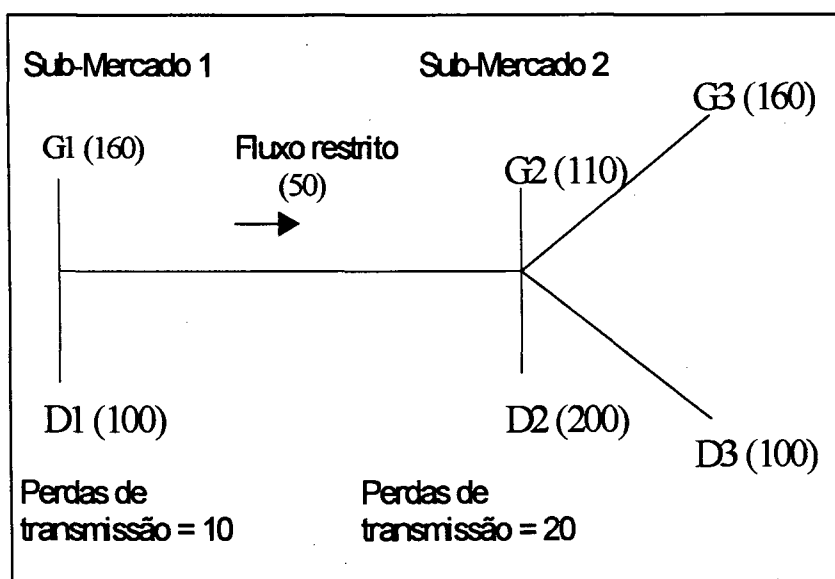 Sub-Mercado 1
Sub-Mercado 2
G3 (160)
G1 (160)
Fluxo restrito
(50)
G2 (110)
D1 (100)
D2 (200)
D3 (100)
Perdas de
transmissão = 10
Perdas de
transmissão = 20